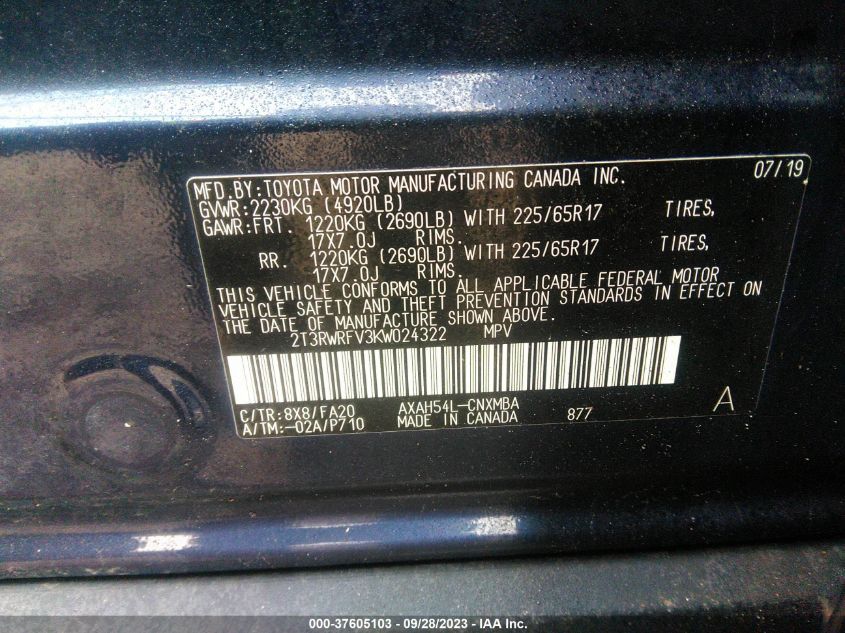 07/19
MFD.BY:TOYOTA MOTOR MANUFACTURING CANADA INC.
GVWR:2230KG (4920LB)
GAWR:FRT. 1220KG (2690LB) WITH 225/65R17 TIRES,
17X7.0J RIMS.
RR. 1220KG (2690LB) WITH 225/65R17 TIRES,
17X7.0J RIMS.
THIS VEHICLE CONFORMS TO ALL APPLICABLE FEDERAL MOTOR
VEHICLE SAFETY AND THEFT PREVENTION STANDARDS IN EFFECT ON
THE DATE OF MANUFACTURE SHOWN ABOVE.
2T3RWRFV3KW024322 MPV
C/TR:8X8/FA20 AXAH54L-CNXMBA 877 A
A/TM:-02A/P710 MADE IN CANADA
000-37605103 - 09/28/2023 - IAA Inc.